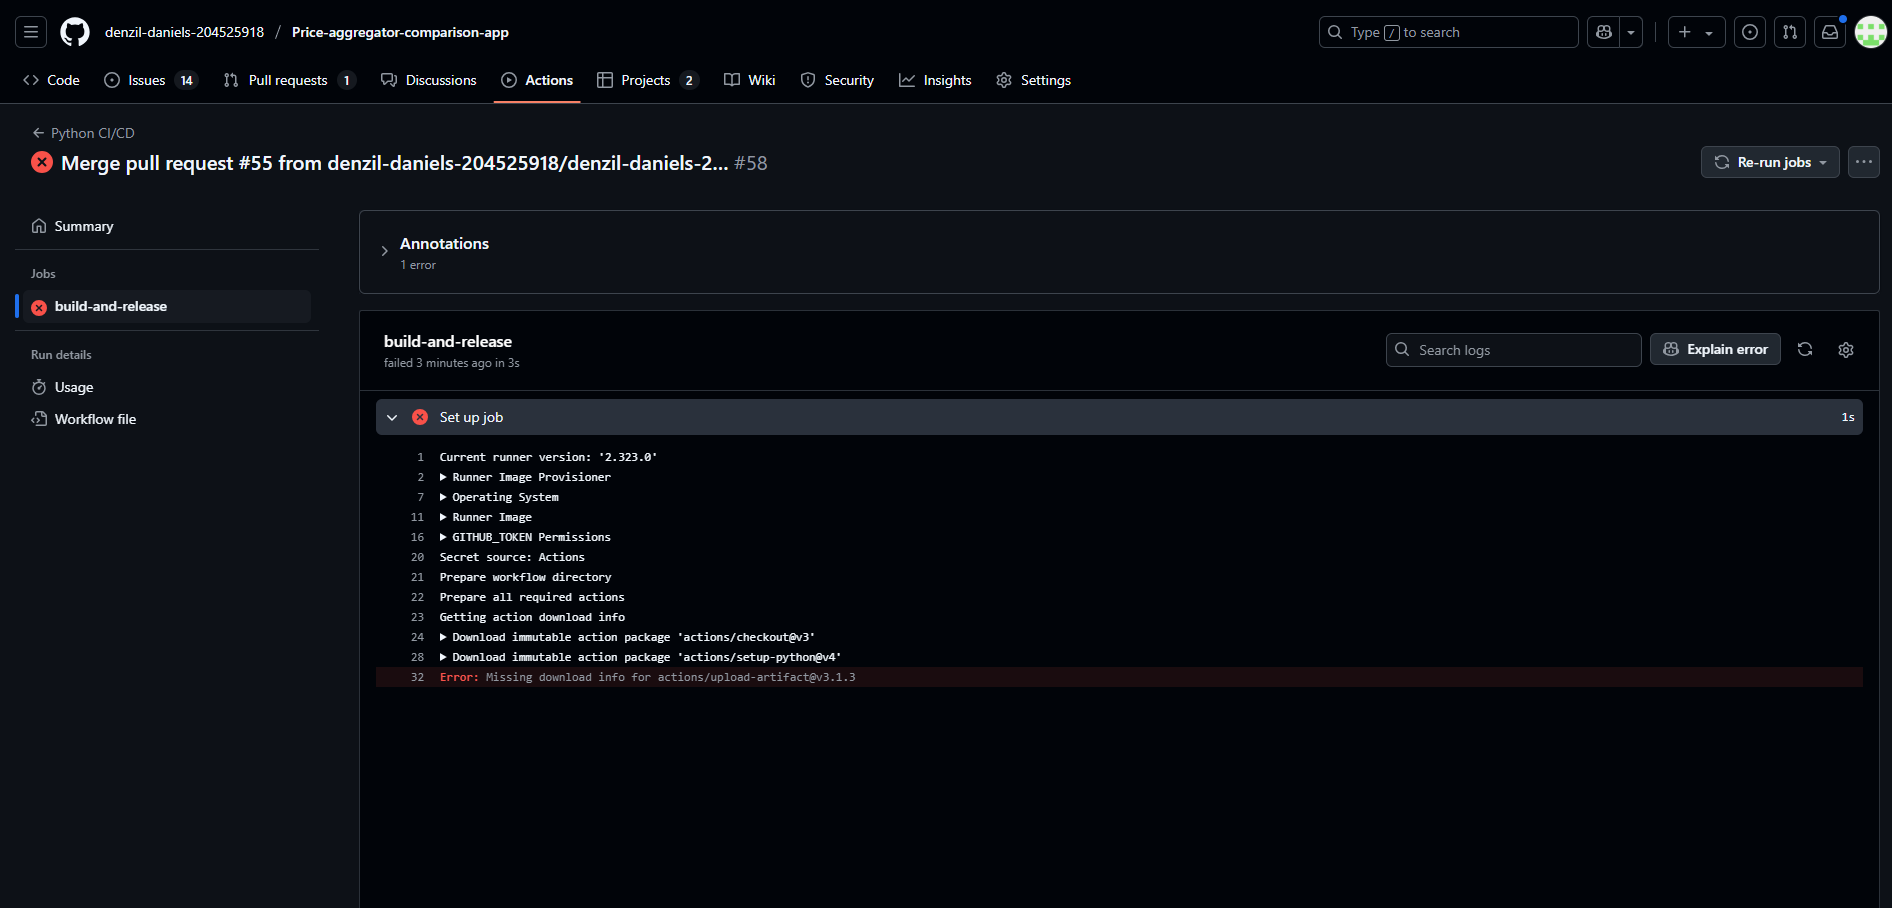 denzil-daniels-204525918 / Price-aggregator-comparison-app
Type / to search
Code
Issues 14
Pull requests 1
Discussions
Actions
Projects 2
Wiki
Security
Insights
Settings
Python CI/CD
Merge pull request #55 from denzil-daniels-204525918/denzil-daniels-2... #58
Re-run jobs
Summary
Jobs
build-and-release
Run details
Usage
Workflow file
Annotations
1 error
build-and-release
failed 3 minutes ago in 3s
Search logs
Explain error
Set up job
1s
1 Current runner version: '2.323.0'
2 Runner Image Provisioner
7 Operating System
11 Runner Image
16 GITHUB_TOKEN Permissions
20 Secret source: Actions
21 Prepare workflow directory
22 Prepare all required actions
23 Getting action download info
24 Download immutable action package 'actions/checkout@v3'
28 Download immutable action package 'actions/setup-python@v4'
32 Error: Missing download info for actions/upload-artifact@v3.1.3